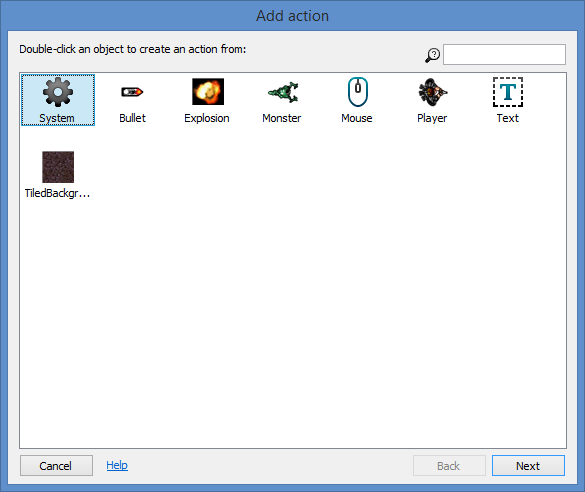 Add action
Double-click an object to create an action from:
System Bullet Explosion Monster Mouse Player Text
TiledBackgr...
Cancel Help Back Next